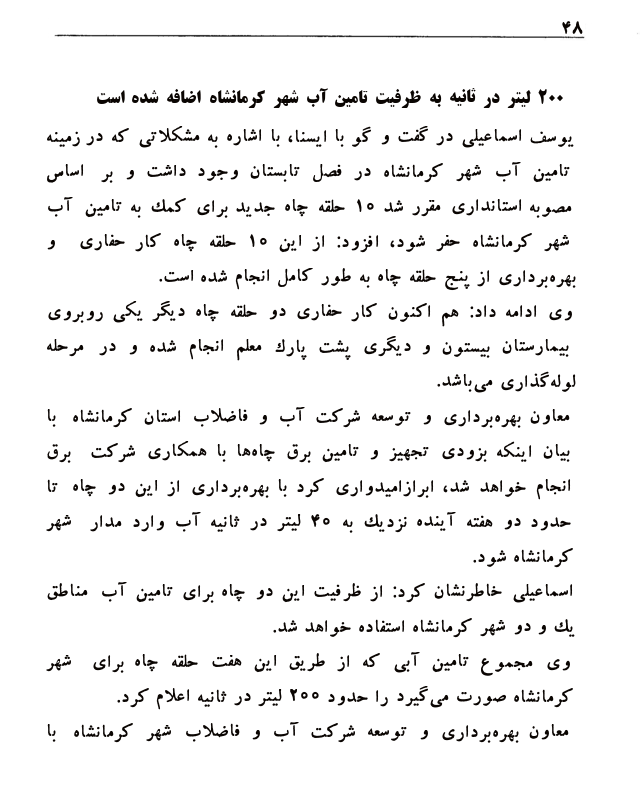 ۴۸
۲۰۰ لیتر در ثانیه به ظرفیت تامین آب شهر کرمانشاه اضافه شده است
یوسف اسماعیلی در گفت و گو با ایسنا، با اشاره به مشکلاتی که در زمینه
تامین آب شهر کرمانشاه در فصل تابستان وجود داشت و بر اساس
مصوبه استانداری مقرر شد ۱۵ حلقه چاه جدید برای کمك به تامین آب
شهر کرمانشاه حفر شود، افزود: از این ۱۵ حلقه چاه کار حفاری و
بهره‌برداری از پنج حلقه چاه به طور کامل انجام شده است.
وی ادامه داد: هم اکنون کار حفاری دو حلقه چاه دیگر یکی روبروی
بیمارستان بیستون و دیگری پشت پارك معلم انجام شده و در مرحله
لوله‌گذاری می‌باشد.
معاون بهره‌برداری و توسعه شرکت آب و فاضلاب استان کرمانشاه با
بیان اینکه بزودی تجهیز و تامین برق چاه‌ها با همکاری شرکت برق
انجام خواهد شد، ابرازامیدواری کرد با بهره‌برداری از این دو چاه تا
حدود دو هفته آینده نزدیك به ۴۰ لیتر در ثانیه آب وارد مدار شهر
کرمانشاه شود.
اسماعیلی خاطرنشان کرد: از ظرفیت این دو چاه برای تامین آب مناطق
یك و دو شهر کرمانشاه استفاده خواهد شد.
وی مجموع تامین آبی که از طریق این هفت حلقه چاه برای شهر
کرمانشاه صورت می‌گیرد را حدود ۲۰۰ لیتر در ثانیه اعلام کرد.
معاون بهره‌برداری و توسعه شرکت آب و فاضلاب شهر کرمانشاه با